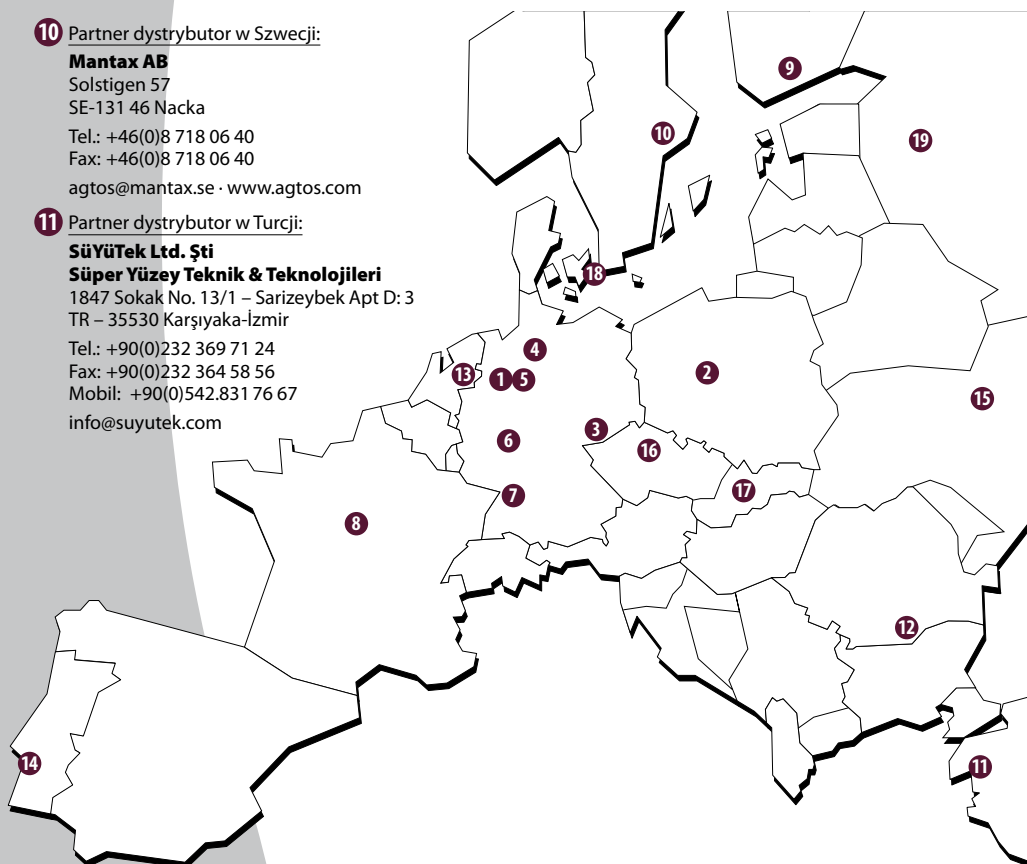 10 Partner dystrybutor w Szwecji:
Mantax AB
Solstigen 57
SE-131 46 Nacka
Tel.: +46(0)8 718 06 40
Fax: +46(0)8 718 06 40
agtos@mantax.se · www.agtos.com
11 Partner dystrybutor w Turcji:
SüYüTek Ltd. Şti
Süper Yüzey Teknik & Teknolojileri
1847 Sokak No. 13/1 – Sarizeybek Apt D: 3
TR – 35530 Karşıyaka-İzmir
Tel.: +90(0)232 369 71 24
Fax: +90(0)232 364 58 56
Mobil: +90(0)542.831 76 67
info@suyutek.com
9
10
19
18
4
13
1
5
2
15
3
6
16
7
17
8
12
14
11